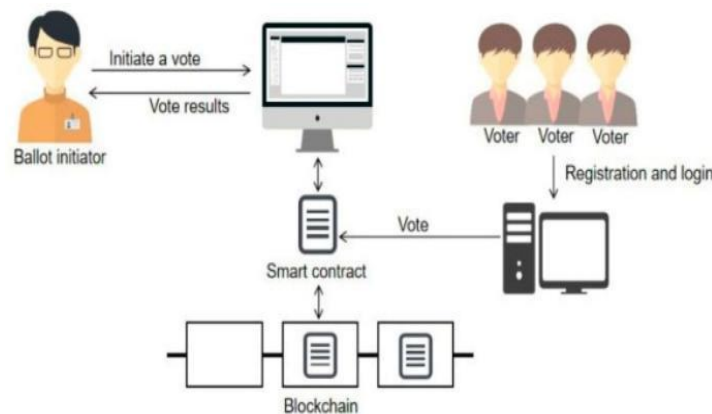 Initiate a vote
Vote results
Ballot initiator
Voter Voter Voter
Registration and login
Vote
Smart contract
Blockchain